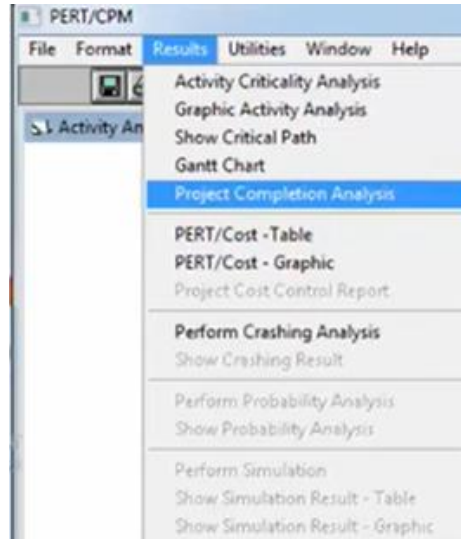 PERT/CPM
File Format Results Utilities Window Help
Activity An
Activity Criticality Analysis
Graphic Activity Analysis
Show Critical Path
Gantt Chart
Project Completion Analysis
PERT/Cost -Table
PERT/Cost - Graphic
Project Cost Control Report
Perform Crashing Analysis
Show Crashing Result
Perform Probability Analysis
Show Probability Analysis
Perform Simulation
Show Simulation Result - Table
Show Simulation Result - Graphic